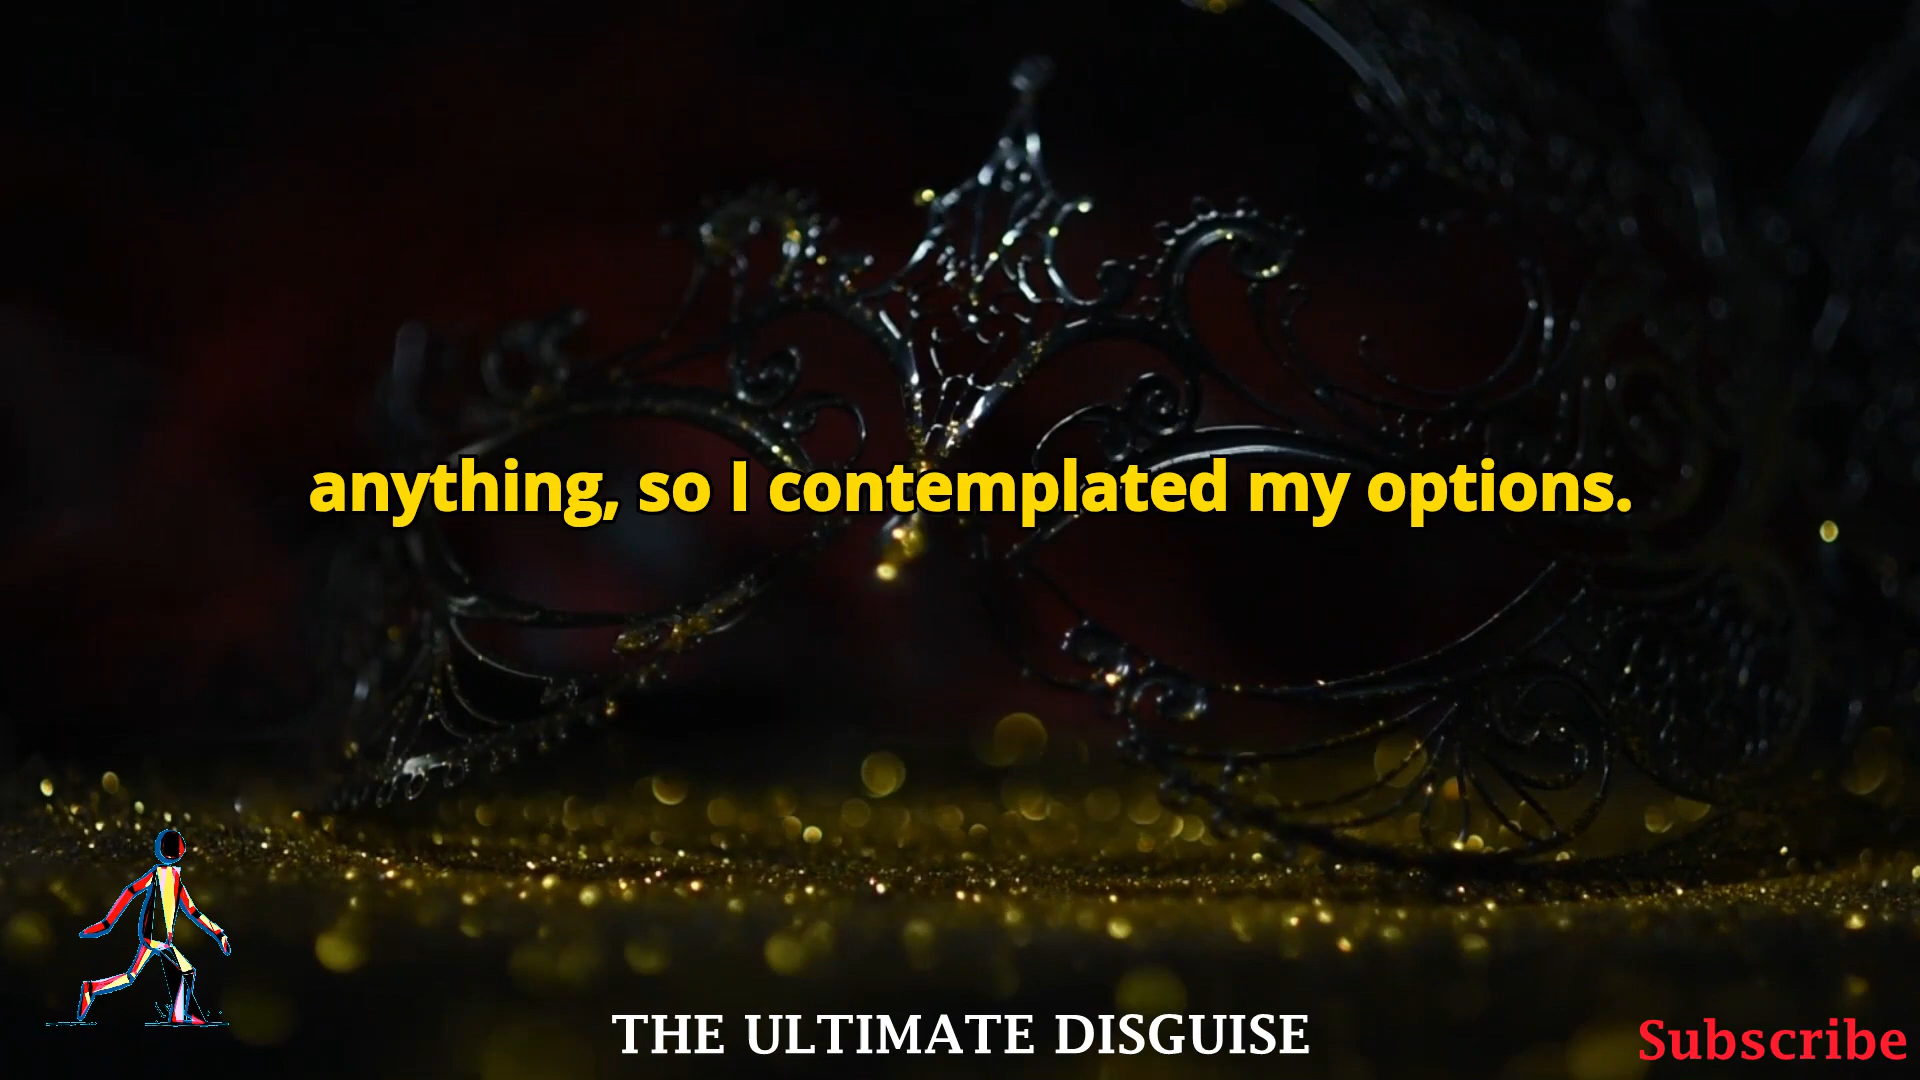 anything, so I contemplated my options.
THE ULTIMATE DISGUISE
Subscribe